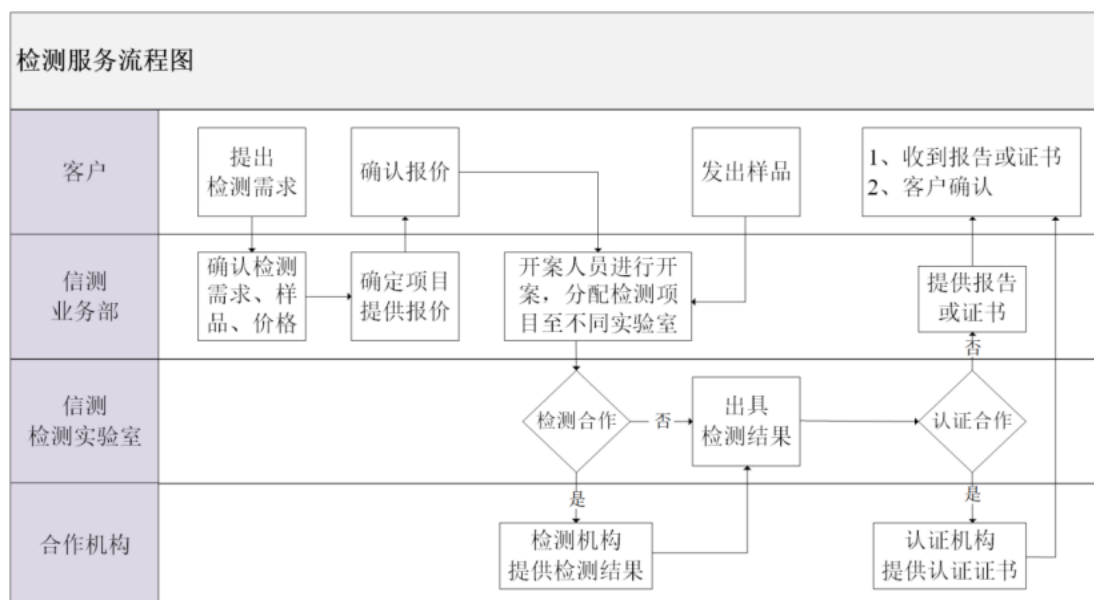 检测服务流程图
客户
提出
检测需求
确认报价
发出样品
1、收到报告或证书
2、客户确认
信测
业务部
确认检测
需求、样
品、价格
确定项目
提供报价
开案人员进行开
案，分配检测项
目至不同实验室
提供报告
或证书
否
信测
检测实验室
检测合作
否
出具
检测结果
认证合作
是
是
合作机构
检测机构
提供检测结果
认证机构
提供认证证书